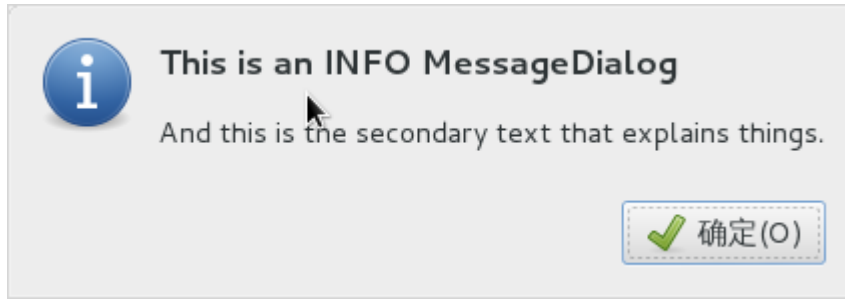 This is an INFO MessageDialog
And this is the secondary text that explains things.
确定(O)